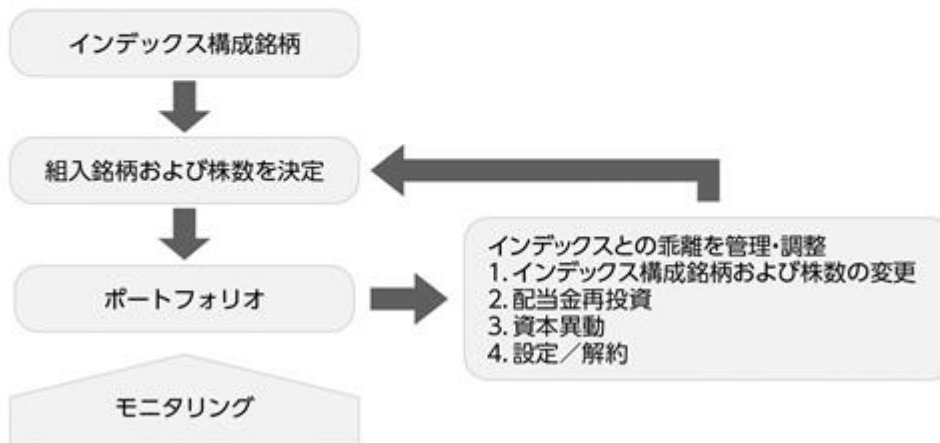 インデックス構成銘柄
組入銘柄および株数を決定
ポートフォリオ
インデックスとの乖離を管理・調整
1. インデックス構成銘柄および株数の変更
2. 配当金再投資
3. 資本異動
4. 設定／解約
モニタリング